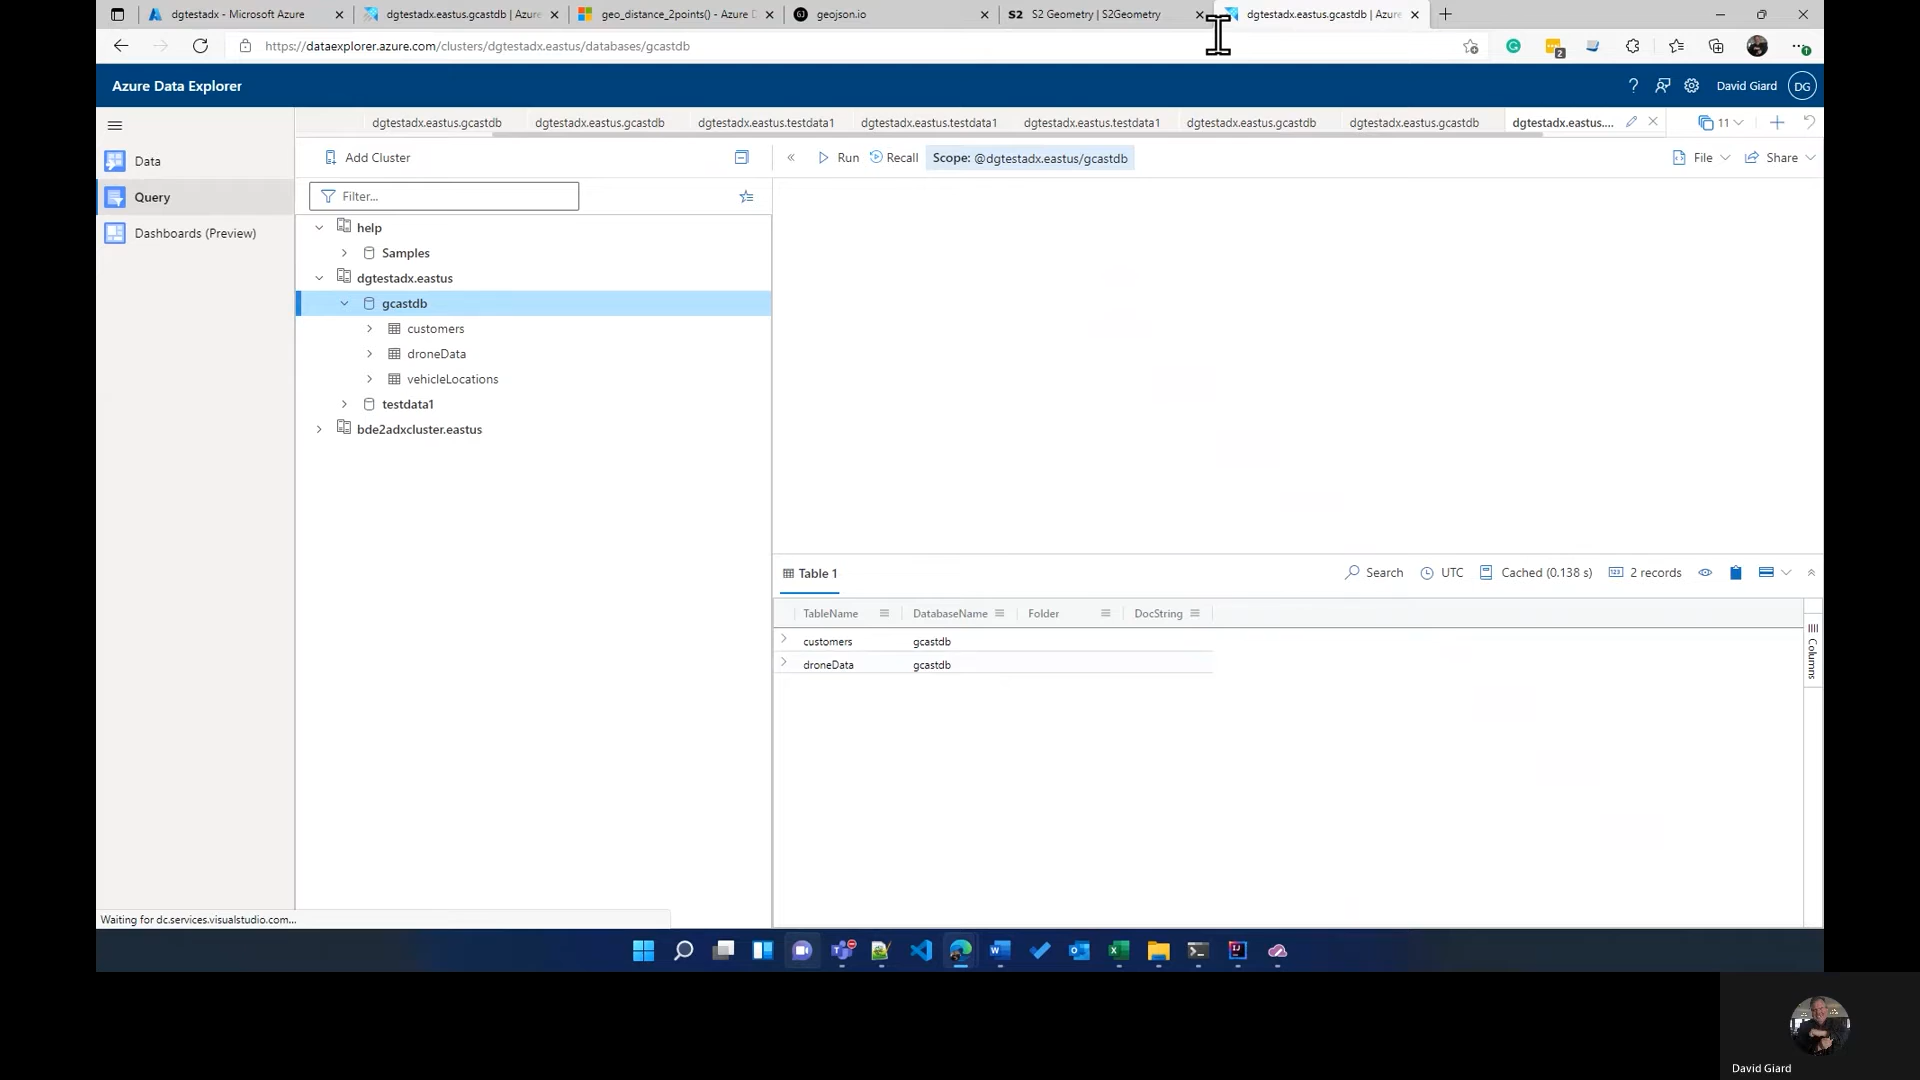 dgtestadx - Microsoft Azure
dgtestadx.eastus.gcastdb | Azure
geo_distance_2points() - Azure D
geojson.io
S2 S2 Geometry | S2Geometry
dgtestadx.eastus.gcastdb | Azure
https://dataexplorer.azure.com/clusters/dgtestadx.eastus/databases/gcastdb
2
Azure Data Explorer
? David Giard DG
dgtestadx.eastus.gcastdb
dgtestadx.eastus.gcastdb
dgtestadx.eastus.testdata1
dgtestadx.eastus.testdata1
dgtestadx.eastus.testdata1
dgtestadx.eastus.gcastdb
dgtestadx.eastus.gcastdb
dgtestadx.eastus....
11
Data
Query
Dashboards (Preview)
Add Cluster
Filter...
help
Samples
dgtestadx.eastus
gcastdb
customers
droneData
vehicleLocations
testdata1
bde2adxcluster.eastus
Run
Recall
Scope: @dgtestadx.eastus/gcastdb
File
Share
Table 1
Search
UTC
Cached (0.138 s)
2 records
TableName DatabaseName Folder DocString
customers gcastdb
droneData gcastdb
Columns
Waiting for dc.services.visualstudio.com...
David Giard